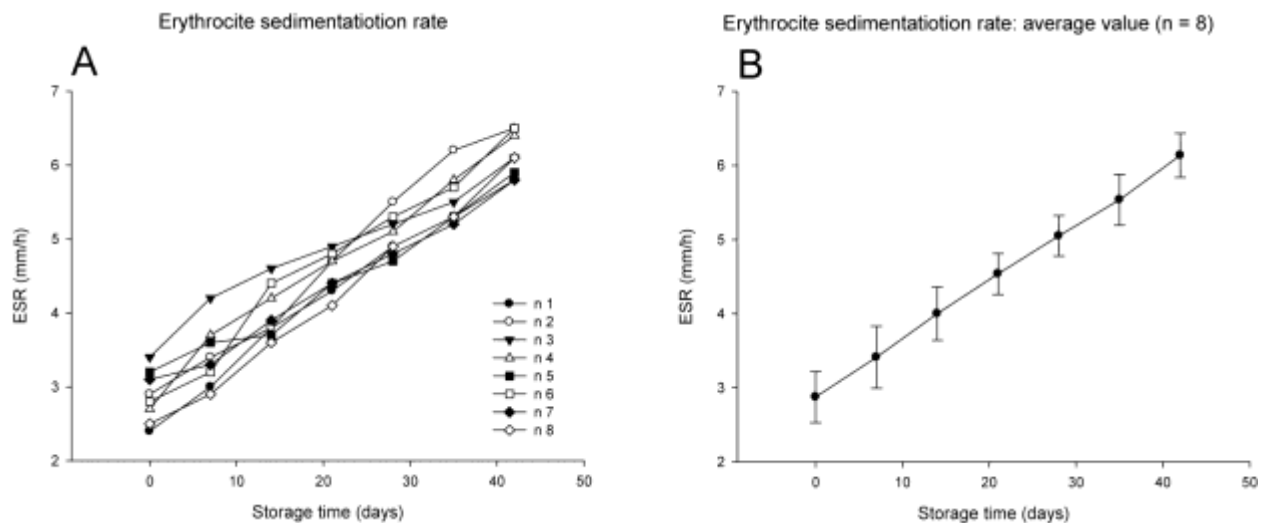 Erythrocite sedimentatiotion rate
A
7
6
5
4
3
2
ESR (mm/h)
n 1
n 2
n 3
n 4
n 5
n 6
n 7
n 8
0 10 20 30 40 50
Storage time (days)
Erythrocite sedimentatiotion rate: average value (n = 8)
B
7
6
5
4
3
2
ESR (mm/h)
0 10 20 30 40 50
Storage time (days)